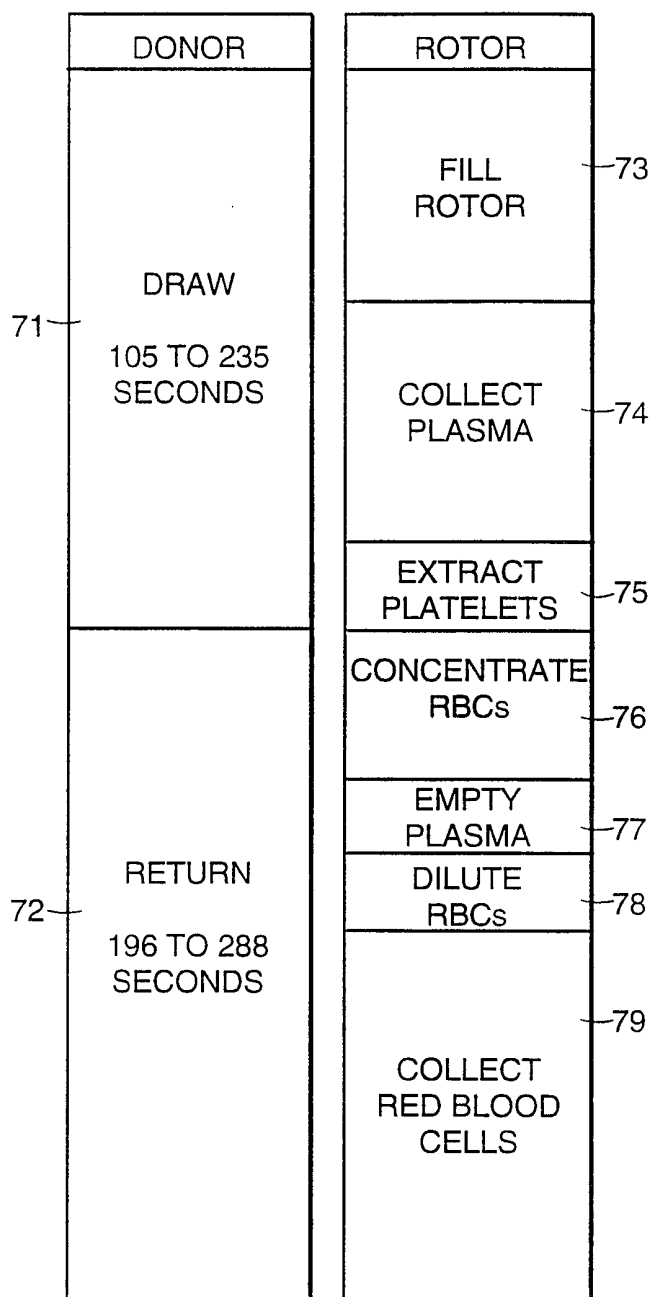 DONOR
DRAW
105 TO 235
SECONDS
71
RETURN
196 TO 288
SECONDS
72
ROTOR
FILL
ROTOR
73
COLLECT
PLASMA
74
EXTRACT
PLATELETS
75
CONCENTRATE
RBCs
76
EMPTY
PLASMA
77
DILUTE
RBCs
78
COLLECT
RED BLOOD
CELLS
79